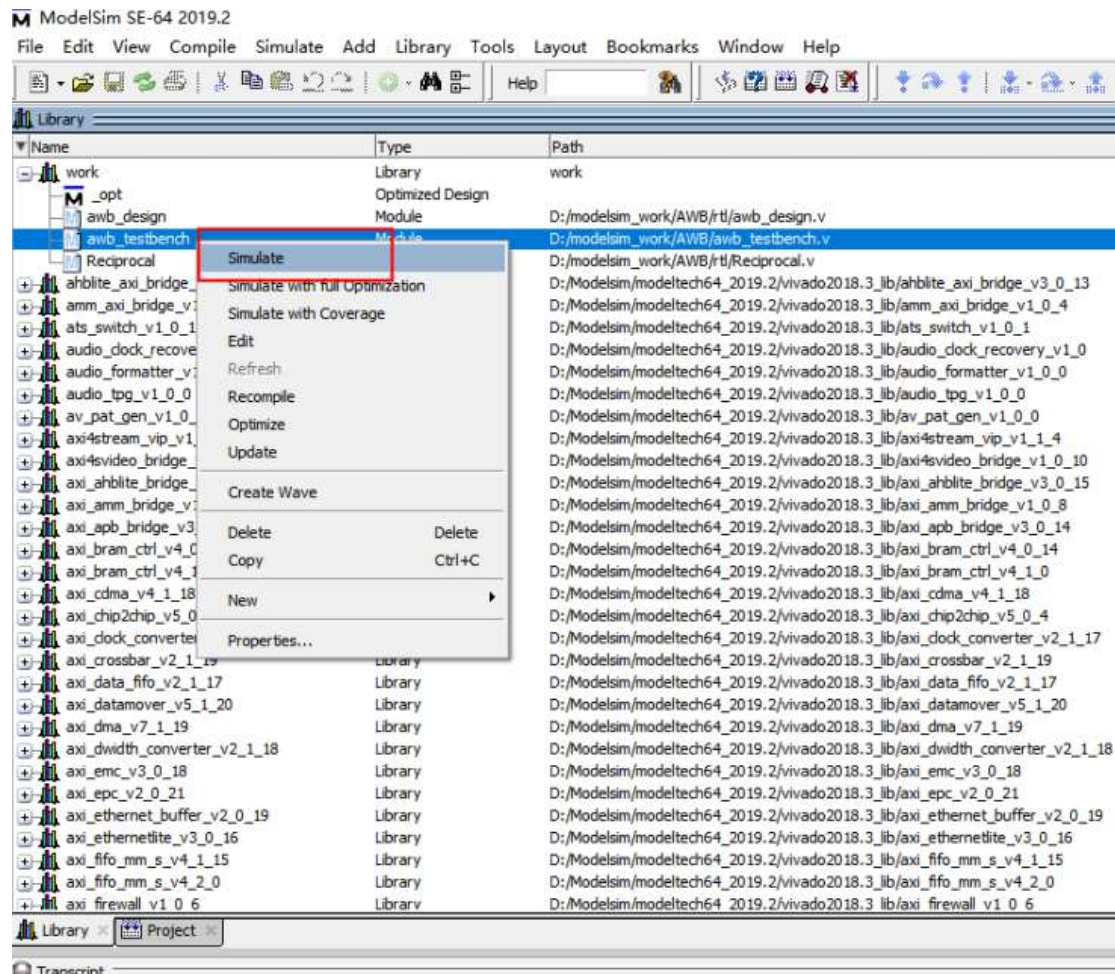 ModelSim SE-64 2019.2
File Edit View Compile Simulate Add Library Tools Layout Bookmarks Window Help
Help
Library
Name Type Path
work Library work
_opt Optimized Design
awb_design Module D:/modelsim_work/AWB/rtl/awb_design.v
awb_testbench Module D:/modelsim_work/AWB/awb_testbench.v
Reciprocal D:/modelsim_work/AWB/rtl/Reciprocal.v
Simulate
Simulate with full Optimization
Simulate with Coverage
Edit
Refresh
Recompile
Optimize
Update
Create Wave
Delete Delete
Copy Ctrl+C
New
Properties...
ahblite_axi_bridge_ D:/Modelsim/modeltech64_2019.2/vivado2018.3_lib/ahblite_axi_bridge_v3_0_13
amm_axi_bridge_v1 D:/Modelsim/modeltech64_2019.2/vivado2018.3_lib/amm_axi_bridge_v1_0_4
ats_switch_v1_0_1 D:/Modelsim/modeltech64_2019.2/vivado2018.3_lib/ats_switch_v1_0_1
audio_clock_recove D:/Modelsim/modeltech64_2019.2/vivado2018.3_lib/audio_clock_recovery_v1_0
audio_formatter_v1 D:/Modelsim/modeltech64_2019.2/vivado2018.3_lib/audio_formatter_v1_0_0
audio_tpg_v1_0_0 D:/Modelsim/modeltech64_2019.2/vivado2018.3_lib/audio_tpg_v1_0_0
av_pat_gen_v1_0_ D:/Modelsim/modeltech64_2019.2/vivado2018.3_lib/av_pat_gen_v1_0_0
axi4stream_vip_v1_ D:/Modelsim/modeltech64_2019.2/vivado2018.3_lib/axi4stream_vip_v1_1_4
axi4svideo_bridge_ D:/Modelsim/modeltech64_2019.2/vivado2018.3_lib/axi4svideo_bridge_v1_0_10
axi_ahblite_bridge_ D:/Modelsim/modeltech64_2019.2/vivado2018.3_lib/axi_ahblite_bridge_v3_0_15
axi_amm_bridge_v1 D:/Modelsim/modeltech64_2019.2/vivado2018.3_lib/axi_amm_bridge_v1_0_8
axi_apb_bridge_v3_ D:/Modelsim/modeltech64_2019.2/vivado2018.3_lib/axi_apb_bridge_v3_0_14
axi_bram_ctrl_v4_0 D:/Modelsim/modeltech64_2019.2/vivado2018.3_lib/axi_bram_ctrl_v4_0_14
axi_bram_ctrl_v4_1 D:/Modelsim/modeltech64_2019.2/vivado2018.3_lib/axi_bram_ctrl_v4_1_0
axi_cdma_v4_1_18 D:/Modelsim/modeltech64_2019.2/vivado2018.3_lib/axi_cdma_v4_1_18
axi_chip2chip_v5_0 D:/Modelsim/modeltech64_2019.2/vivado2018.3_lib/axi_chip2chip_v5_0_4
axi_clock_converter D:/Modelsim/modeltech64_2019.2/vivado2018.3_lib/axi_clock_converter_v2_1_17
axi_crossbar_v2_1_19 Library D:/Modelsim/modeltech64_2019.2/vivado2018.3_lib/axi_crossbar_v2_1_19
axi_data_fifo_v2_1_17 Library D:/Modelsim/modeltech64_2019.2/vivado2018.3_lib/axi_data_fifo_v2_1_17
axi_datamover_v5_1_20 Library D:/Modelsim/modeltech64_2019.2/vivado2018.3_lib/axi_datamover_v5_1_20
axi_dma_v7_1_19 Library D:/Modelsim/modeltech64_2019.2/vivado2018.3_lib/axi_dma_v7_1_19
axi_dwidth_converter_v2_1_18 Library D:/Modelsim/modeltech64_2019.2/vivado2018.3_lib/axi_dwidth_converter_v2_1_18
axi_emc_v3_0_18 Library D:/Modelsim/modeltech64_2019.2/vivado2018.3_lib/axi_emc_v3_0_18
axi_epc_v2_0_21 Library D:/Modelsim/modeltech64_2019.2/vivado2018.3_lib/axi_epc_v2_0_21
axi_ethernet_buffer_v2_0_19 Library D:/Modelsim/modeltech64_2019.2/vivado2018.3_lib/axi_ethernet_buffer_v2_0_19
axi_ethernetlite_v3_0_16 Library D:/Modelsim/modeltech64_2019.2/vivado2018.3_lib/axi_ethernetlite_v3_0_16
axi_fifo_mm_s_v4_1_15 Library D:/Modelsim/modeltech64_2019.2/vivado2018.3_lib/axi_fifo_mm_s_v4_1_15
axi_fifo_mm_s_v4_2_0 Library D:/Modelsim/modeltech64_2019.2/vivado2018.3_lib/axi_fifo_mm_s_v4_2_0
axi_firewall_v1_0_6 Library D:/Modelsim/modeltech64_2019.2/vivado2018.3_lib/axi_firewall_v1_0_6
Library Project
Transcript